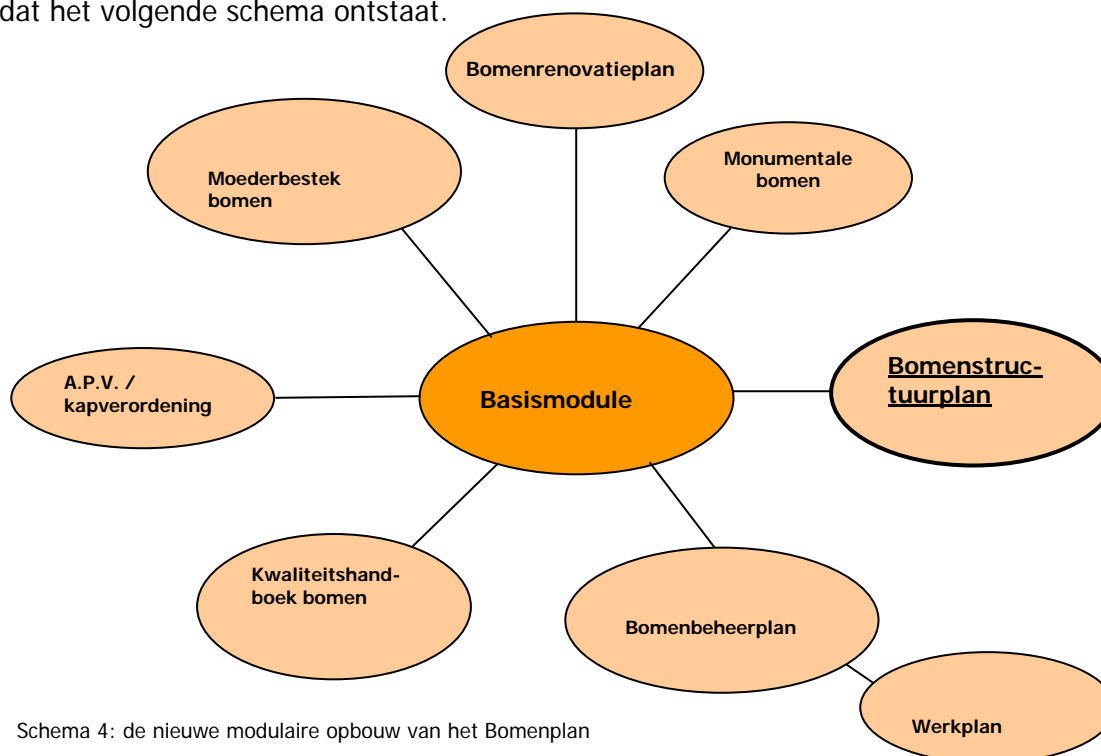 dat het volgende schema ontstaat.
Bomenrenovatieplan
Monumentale
bomen
Moederbestek
bomen
Bomenstruc-
tuurplan
A.P.V. /
kapverordening
Basismodule
Kwaliteitshand-
boek bomen
Bomenbeheerplan
Werkplan
Schema 4: de nieuwe modulaire opbouw van het Bomenplan